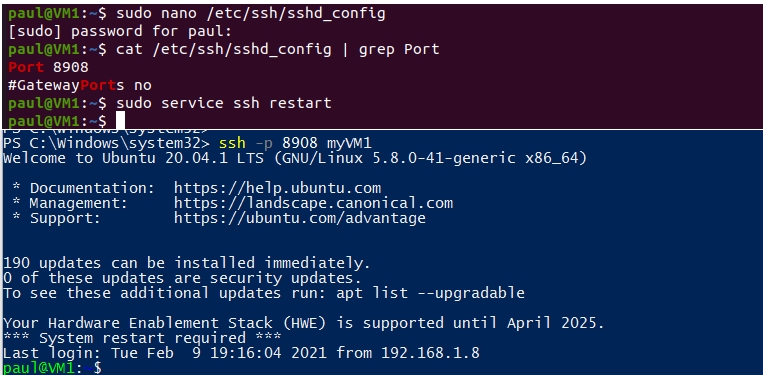 paul@VM1:~$ sudo nano /etc/ssh/sshd_config
[sudo] password for paul:
paul@VM1:~$ cat /etc/ssh/sshd_config | grep Port
Port 8908
#GatewayPorts no
paul@VM1:~$ sudo service ssh restart
paul@VM1:~$
PS C:\Windows\system32>
PS C:\Windows\system32> ssh -p 8908 myVM1
Welcome to Ubuntu 20.04.1 LTS (GNU/Linux 5.8.0-41-generic x86_64)
* Documentation: https://help.ubuntu.com
* Management: https://landscape.canonical.com
* Support: https://ubuntu.com/advantage
190 updates can be installed immediately.
0 of these updates are security updates.
To see these additional updates run: apt list --upgradable
Your Hardware Enablement Stack (HWE) is supported until April 2025.
*** System restart required ***
Last login: Tue Feb 9 19:16:04 2021 from 192.168.1.8
paul@VM1:~$